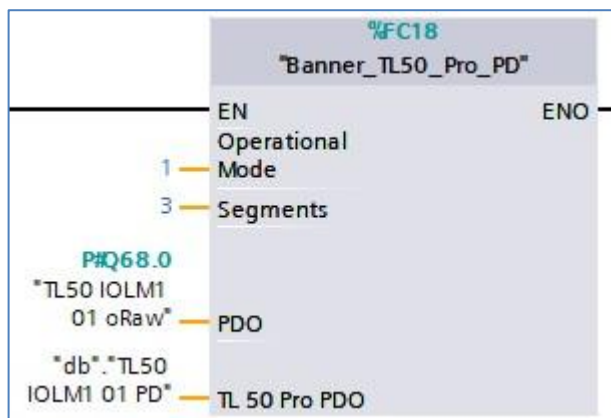 %FC18
"Banner_TL50_Pro_PD"
EN ENO
Operational
1 Mode
3 Segments
P#Q68.0
"TL50 IOLM1
01 oRaw" PDO
"db"."TL50
IOLM1 01 PD" TL 50 Pro PDO